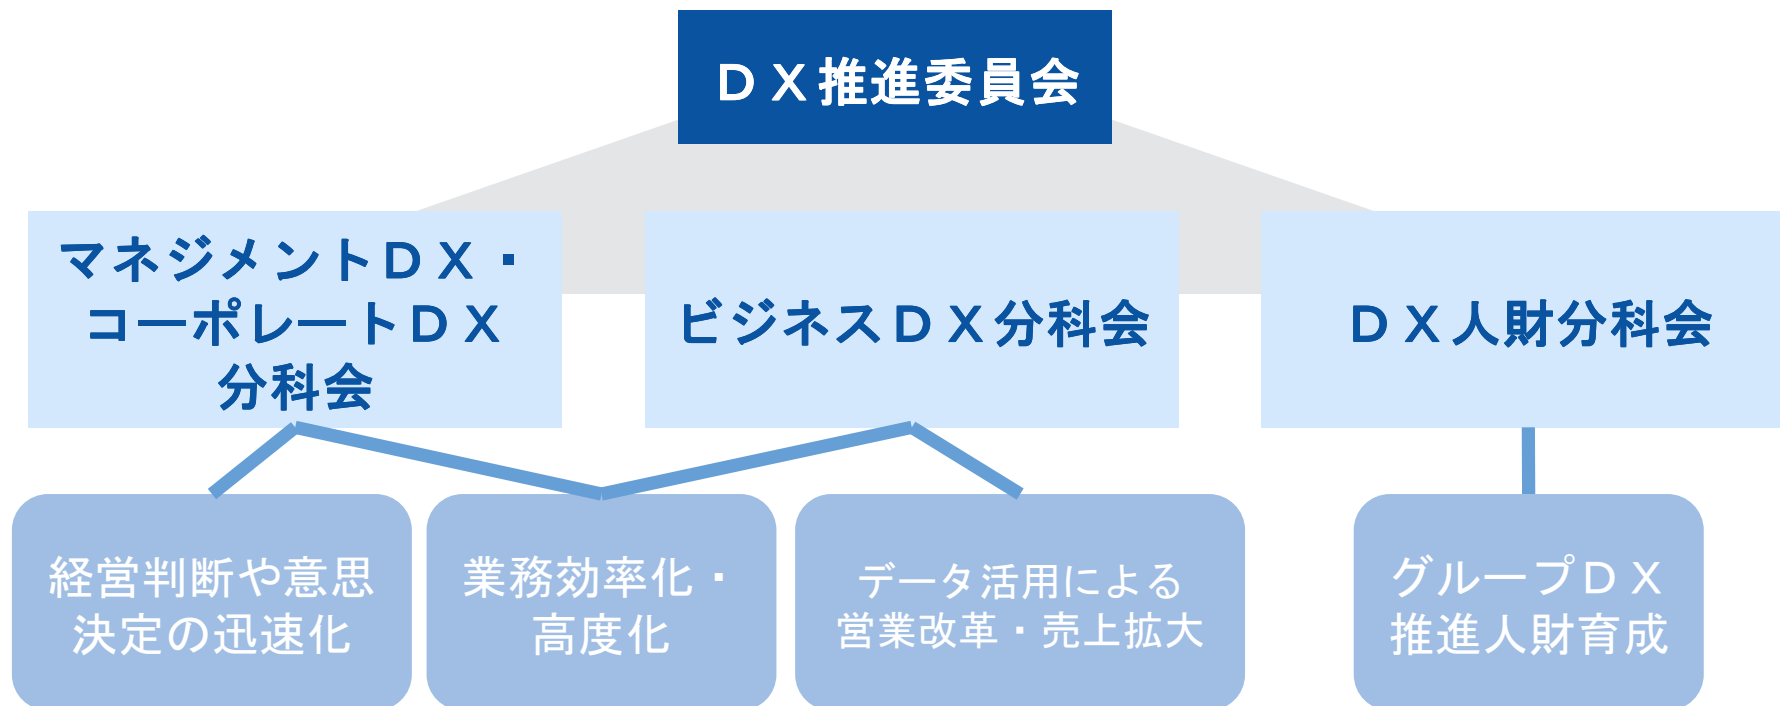 ＤＸ推進委員会
マネジメントＤＸ・
コーポレートＤＸ
分科会
ビジネスＤＸ分科会
ＤＸ人財分科会
経営判断や意思
決定の迅速化
業務効率化・
高度化
データ活用による
営業改革・売上拡大
グループＤＸ
推進人財育成